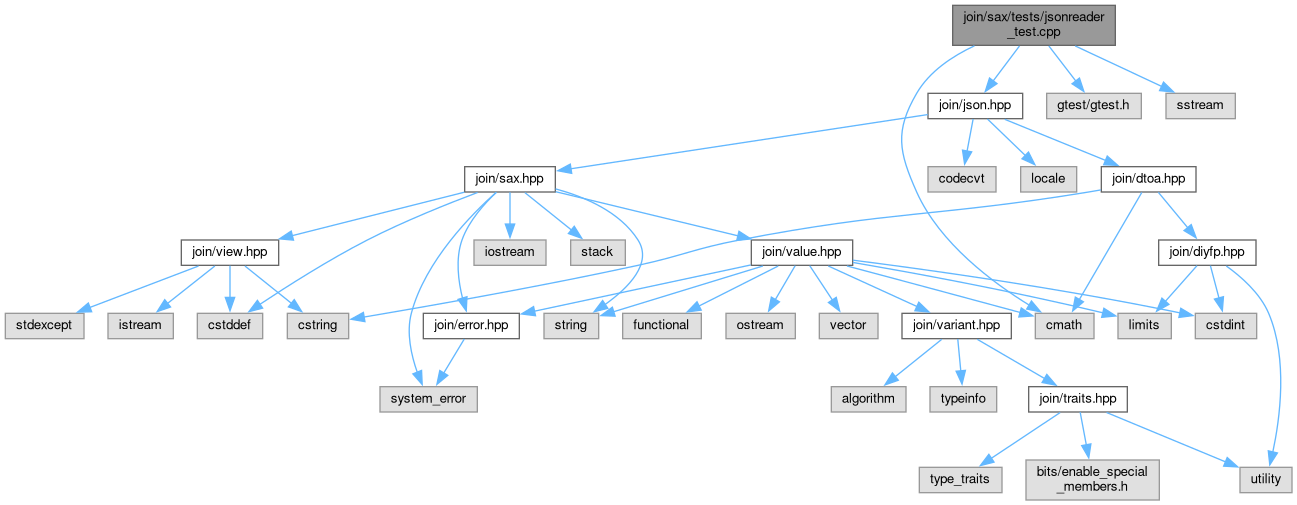 join/sax/tests/jsonreader
_test.cpp
join/json.hpp
gtest/gtest.h
sstream
join/sax.hpp
codecvt
locale
join/dtoa.hpp
join/view.hpp
iostream
stack
join/value.hpp
join/diyfp.hpp
stdexcept
istream
cstddef
cstring
join/error.hpp
string
functional
ostream
vector
join/variant.hpp
cmath
limits
cstdint
system_error
algorithm
typeinfo
join/traits.hpp
type_traits
bits/enable_special
_members.h
utility